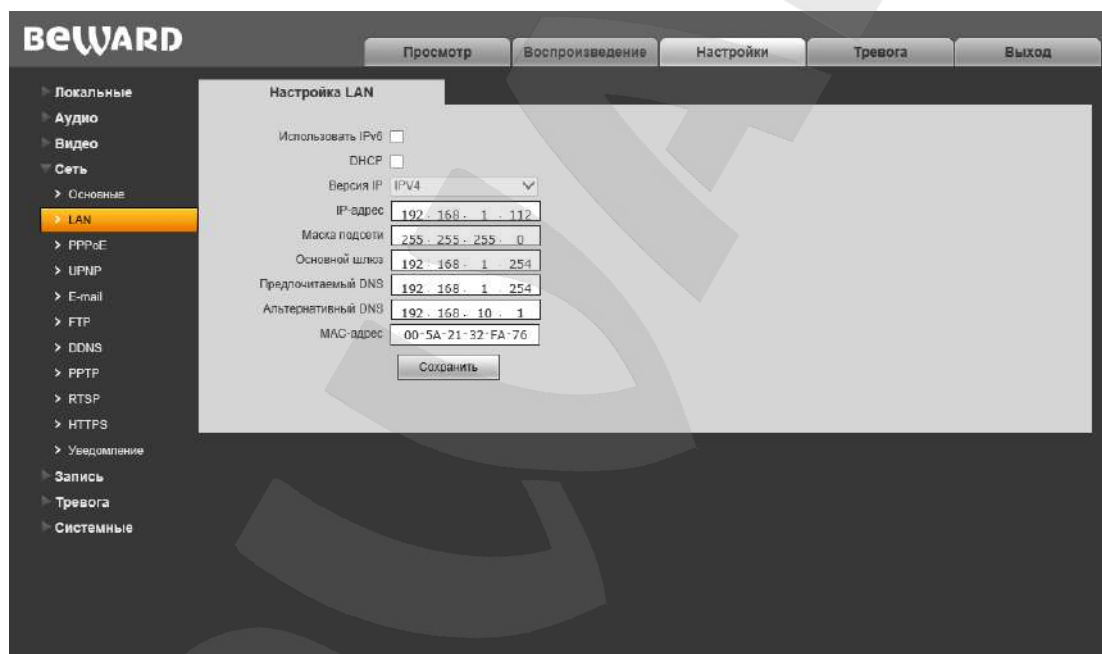 BEWARD
Просмотр Воспроизведение Настройки Тревога Выход
Локальные
Аудио
Видео
Сеть
Основные
LAN
PPPoE
UPNP
E-mail
FTP
DDNS
PPTP
RTSP
HTTPS
Уведомление
Запись
Тревога
Системные
Настройка LAN
Использовать IPv6
DHCP
Версия IP IPV4
IP-адрес 192. 168. 1 . 112
Маска подсети 255. 255. 255. 0
Основной шлюз 192. 168. 1 . 254
Предпочитаемый DNS 192. 168. 1 . 254
Альтернативный DNS 192. 168. 10 . 1
MAC-адрес 00-5A-21-32-FA-76
Сохранить